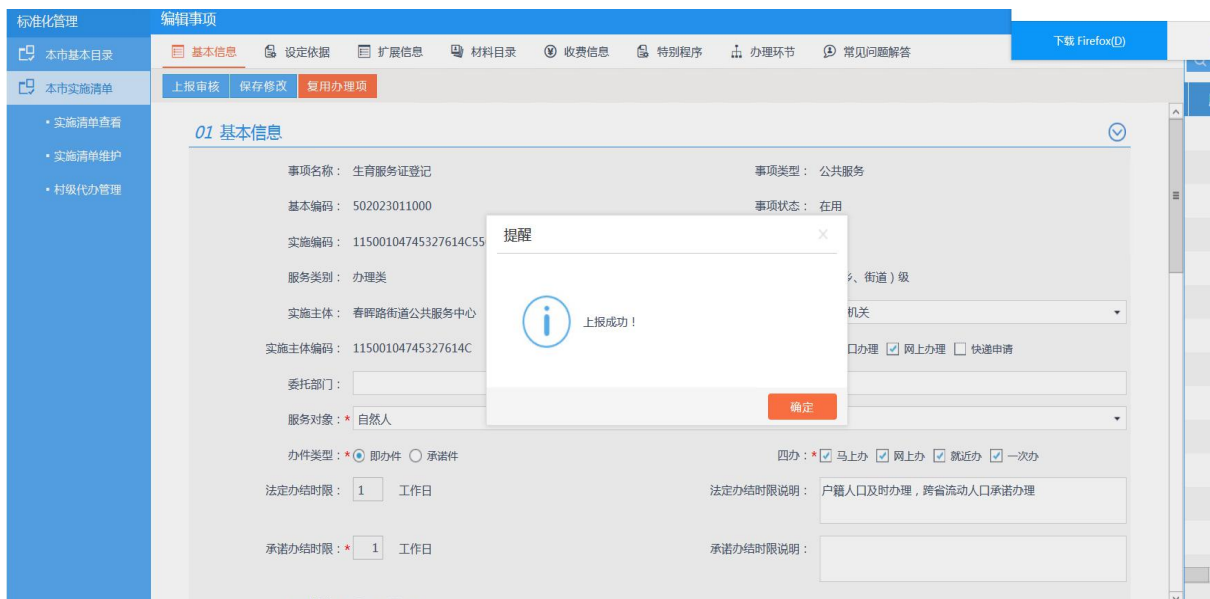 标准化管理
编辑事项
下载 Firefox(D)
本市基本目录
基本信息 设定依据 扩展信息 材料目录 收费信息 特别程序 办理环节 常见问题解答
本市实施清单
上报审核 保存修改 复用办理项
• 实施清单查看
• 实施清单维护
• 村级代办管理
01 基本信息
事项名称： 生育服务证登记 事项类型： 公共服务
基本编码： 502023011000 事项状态： 在用
实施编码： 11500104745327614C55
提醒
服务类别： 办理类 、街道）级
实施主体： 春晖路街道公共服务中心 机关
上报成功！
实施主体编码： 11500104745327614C 口办理 网上办理 快递申请
委托部门：
确定
服务对象：* 自然人
办件类型：* 即办件 承诺件 四办：* 马上办 网上办 就近办 一次办
法定办结时限： 1 工作日 法定办结时限说明： 户籍人口及时办理，跨省流动人口承诺办理
承诺办结时限：* 1 工作日 承诺办结时限说明：